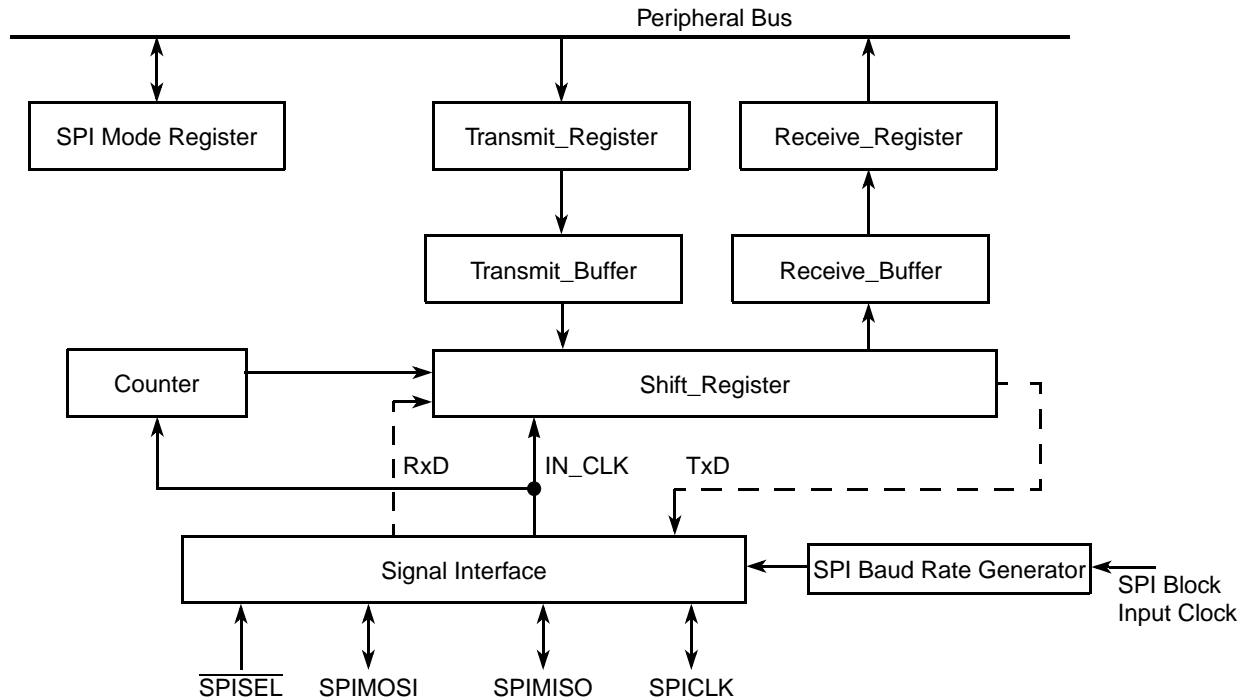 Peripheral Bus
SPI Mode Register
Transmit_Register
Receive_Register
Transmit_Buffer
Receive_Buffer
Counter
Shift_Register
RxD
IN_CLK
TxD
Signal Interface
SPI Baud Rate Generator
SPI Block
Input Clock
SPISEL
SPIMOSI
SPIMISO
SPICLK